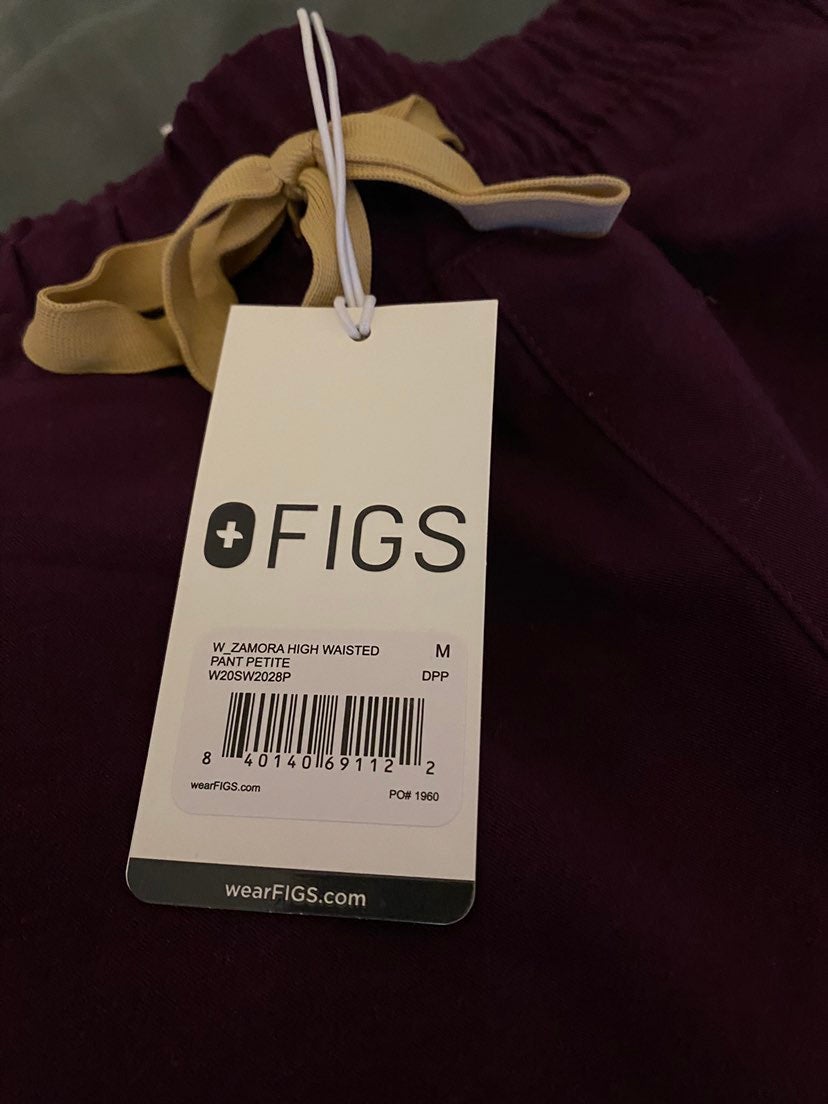 FIGS
W_ZAMORA HIGH WAISTED M
PANT PETITE
W20SW2028P DPP
8 40140 69112 2
wearFIGS.com PO# 1960
wearFIGS.com